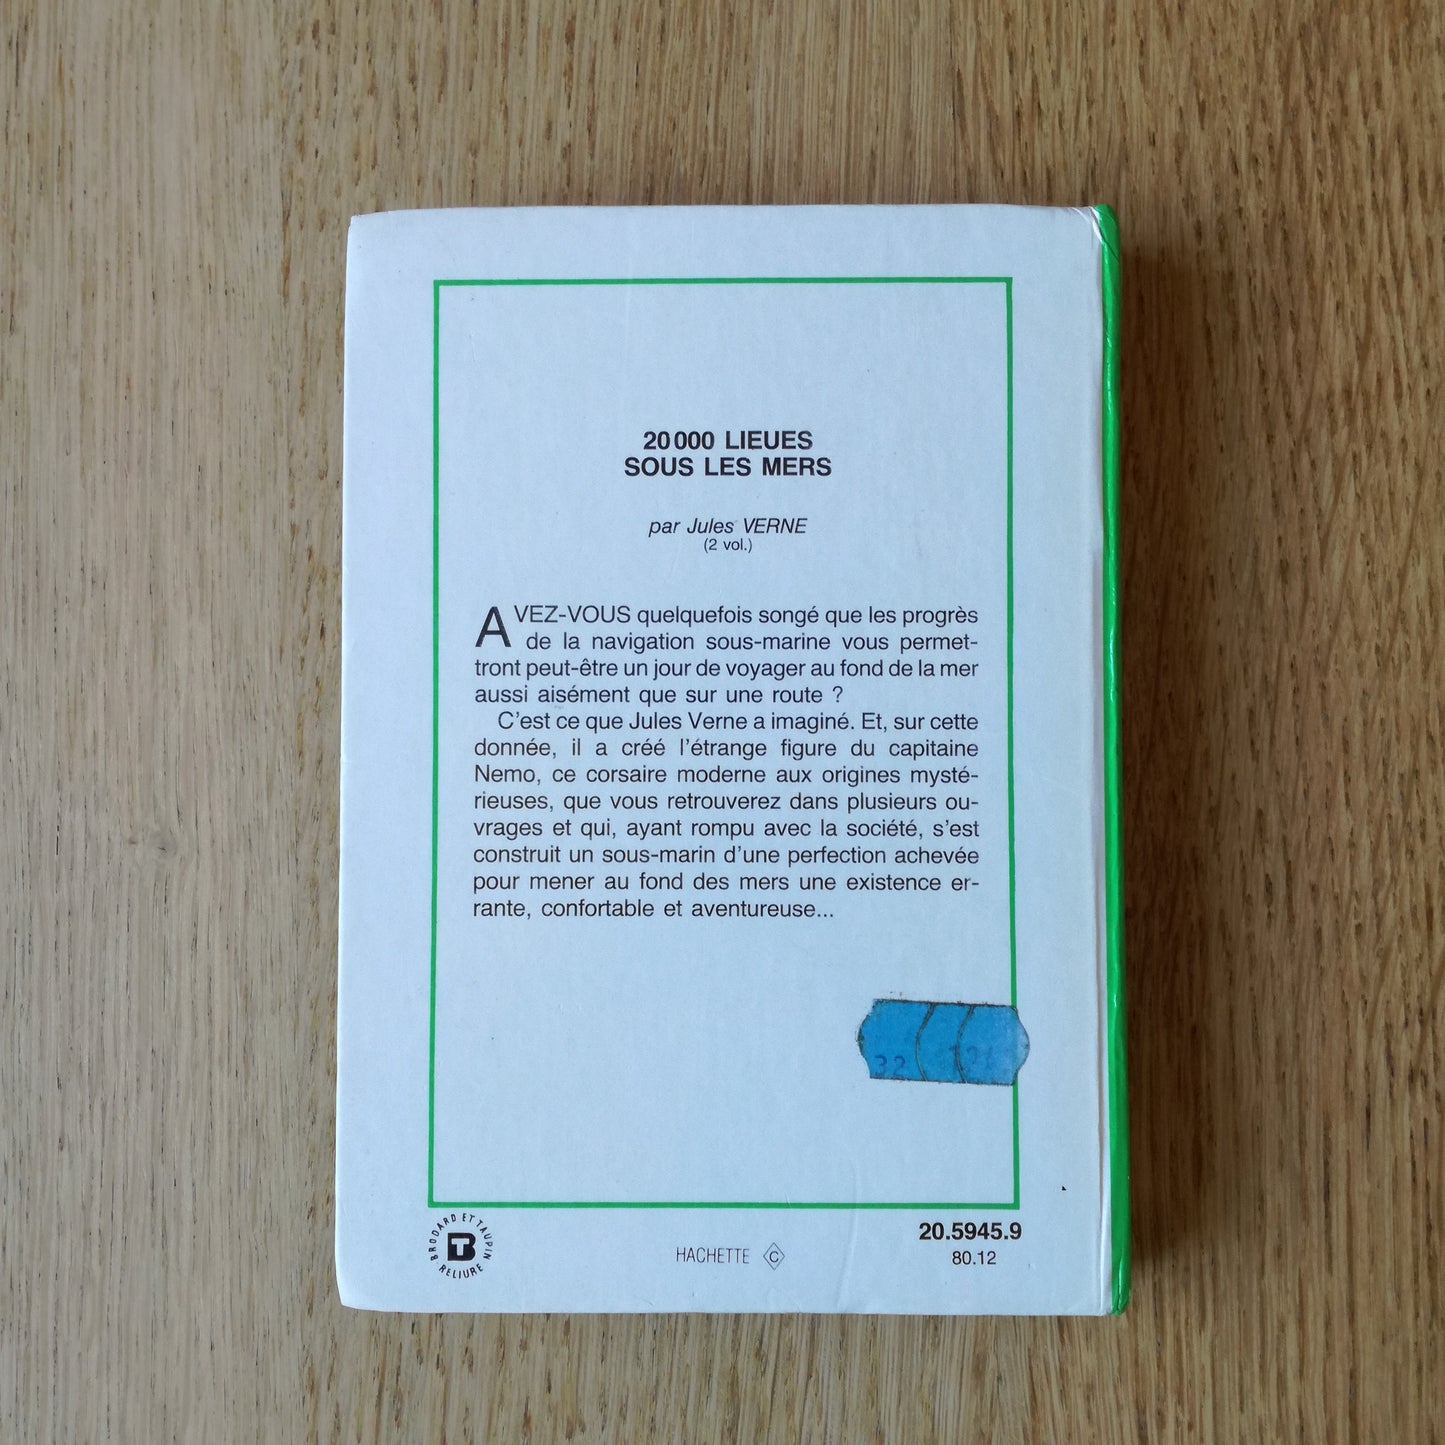 20 000 LIEUES
SOUS LES MERS
par Jules VERNE
(2 vol.)
AVEZ-VOUS quelquefois songé que les progrès
de la navigation sous-marine vous permet-
tront peut-être un jour de voyager au fond de la mer
aussi aisément que sur une route ?
C'est ce que Jules Verne a imaginé. Et, sur cette
donnée, il a créé l'étrange figure du capitaine
Nemo, ce corsaire moderne aux origines mysté-
rieuses, que vous retrouverez dans plusieurs ou-
vrages et qui, ayant rompu avec la société, s'est
construit un sous-marin d'une perfection achevée
pour mener au fond des mers une existence er-
rante, confortable et aventureuse...
32
BRODARD ET TAUPIN
RELIURE
HACHETTE C
20.5945.9
80.12